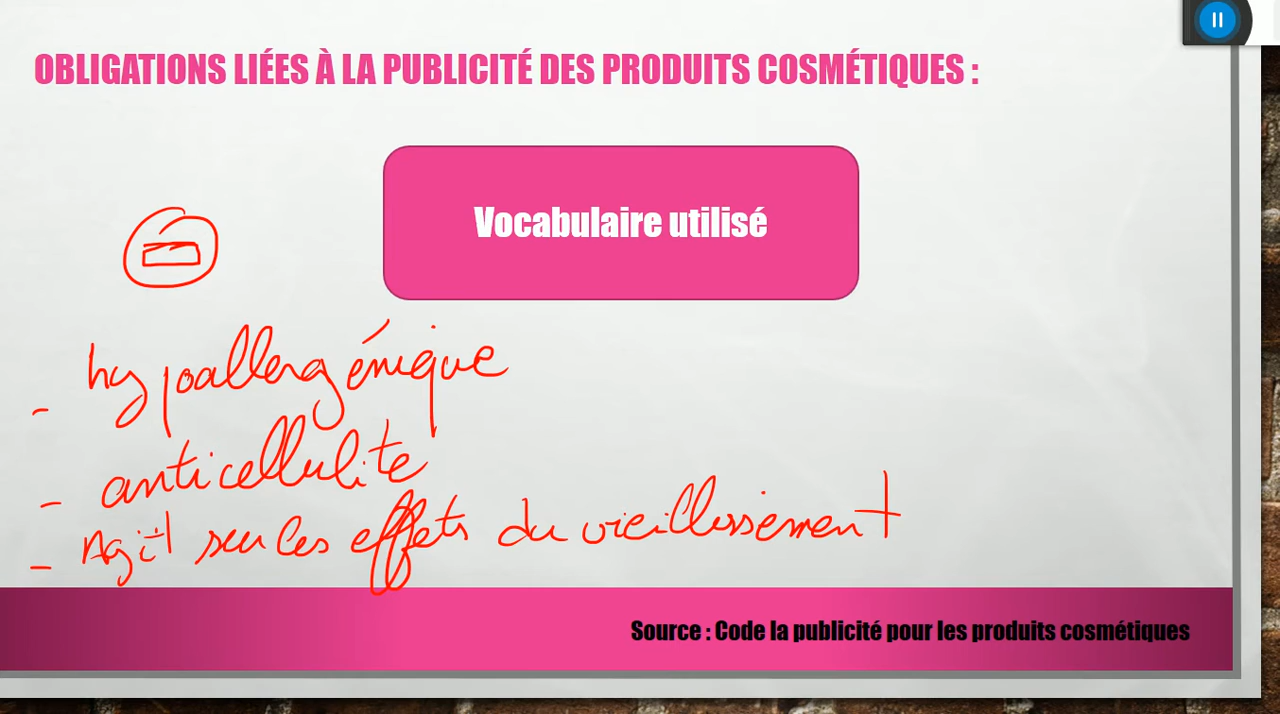 OBLIGATIONS LIÉES À LA PUBLICITÉ DES PRODUITS COSMÉTIQUES :
Vocabulaire utilisé
- hypoallergénique
- anticellulite
- Agit sur les effets du vieillissement
Source : Code la publicité pour les produits cosmétiques